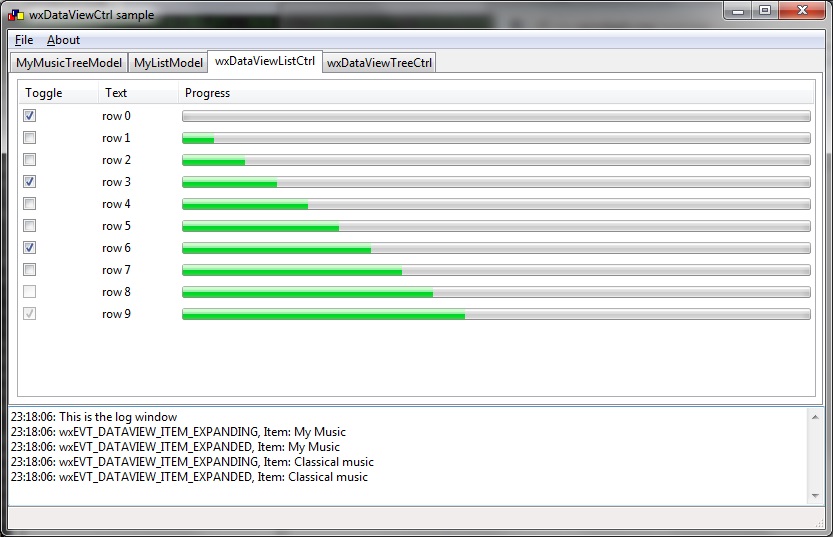 wxDataViewCtrl sample
File About
MyMusicTreeModel MyListModel wxDataViewListCtrl wxDataViewTreeCtrl
Toggle Text Progress
row 0
row 1
row 2
row 3
row 4
row 5
row 6
row 7
row 8
row 9
23:18:06: This is the log window
23:18:06: wxEVT_DATAVIEW_ITEM_EXPANDING, Item: My Music
23:18:06: wxEVT_DATAVIEW_ITEM_EXPANDED, Item: My Music
23:18:06: wxEVT_DATAVIEW_ITEM_EXPANDING, Item: Classical music
23:18:06: wxEVT_DATAVIEW_ITEM_EXPANDED, Item: Classical music